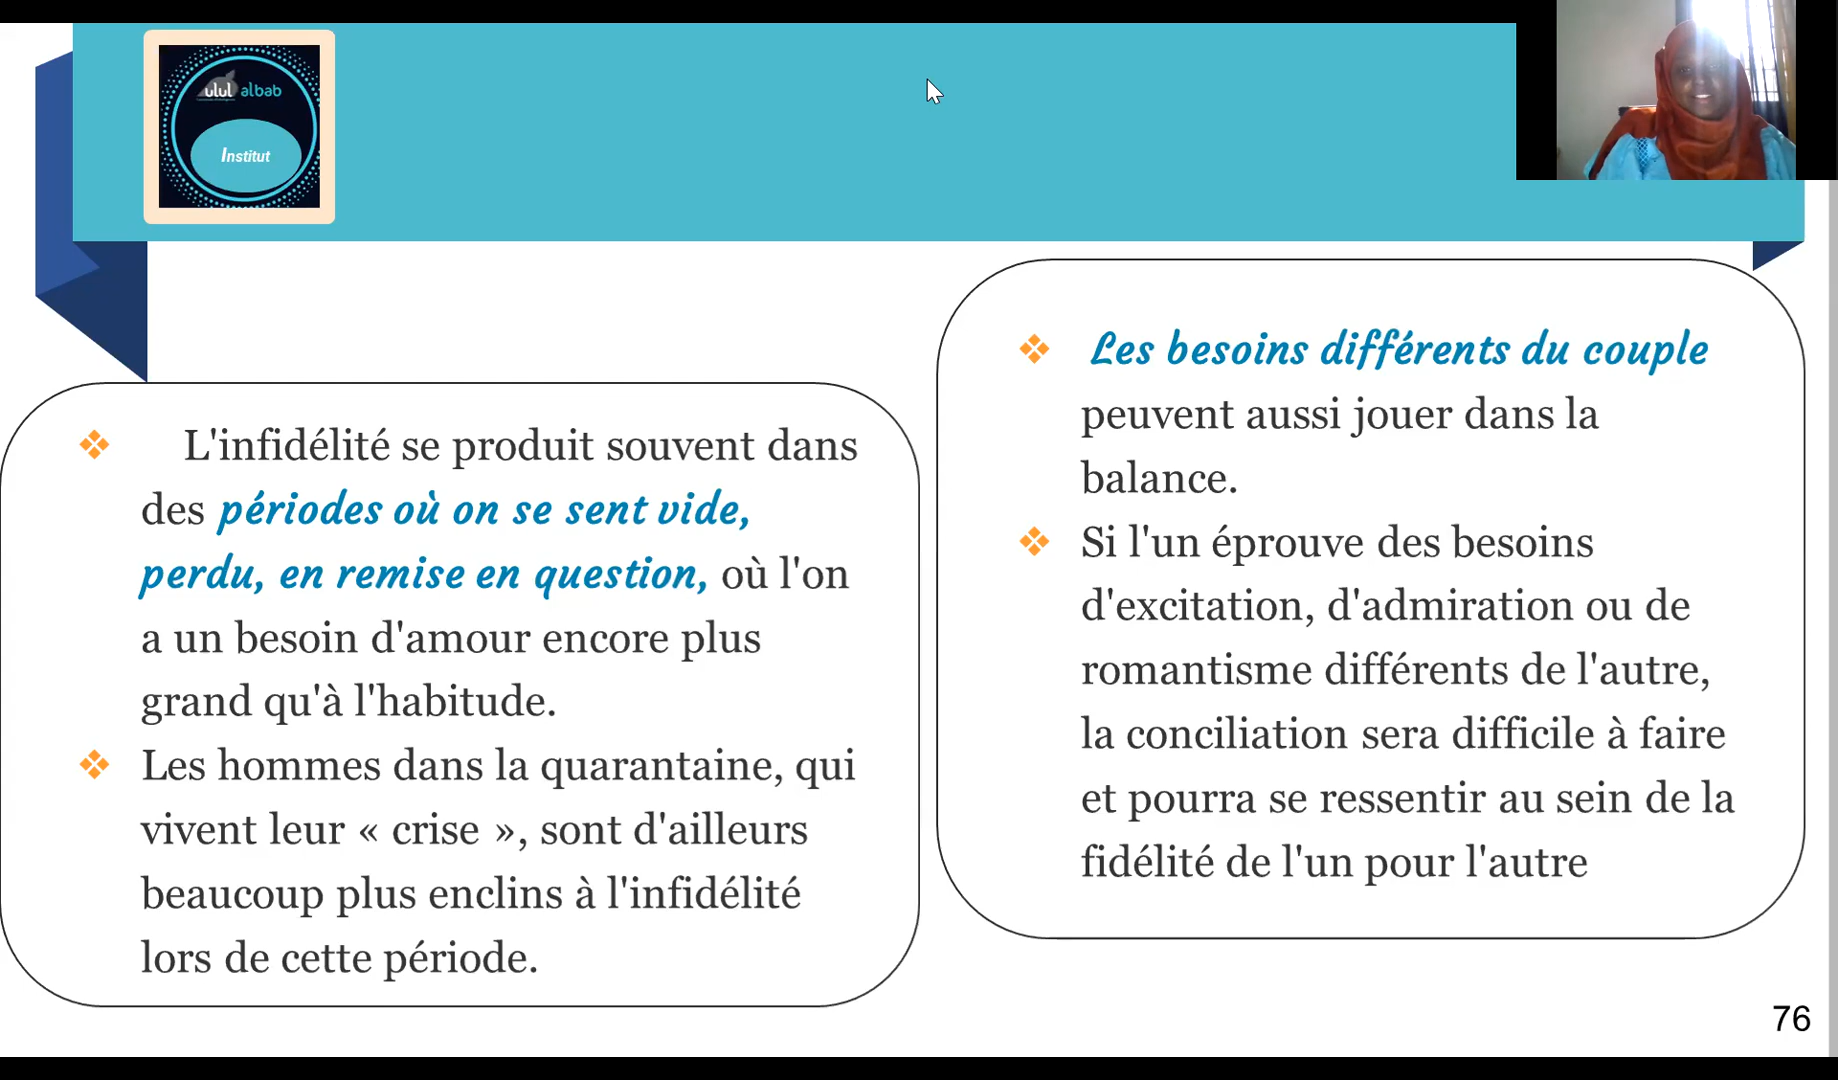 ulul albab
Institut
L'infidélité se produit souvent dans
des périodes où on se sent vide,
perdu, en remise en question, où l'on
a un besoin d'amour encore plus
grand qu'à l'habitude.
Les hommes dans la quarantaine, qui
vivent leur « crise », sont d'ailleurs
beaucoup plus enclins à l'infidélité
lors de cette période.
Les besoins différents du couple
peuvent aussi jouer dans la
balance.
Si l'un éprouve des besoins
d'excitation, d'admiration ou de
romantisme différents de l'autre,
la conciliation sera difficile à faire
et pourra se ressentir au sein de la
fidélité de l'un pour l'autre
76